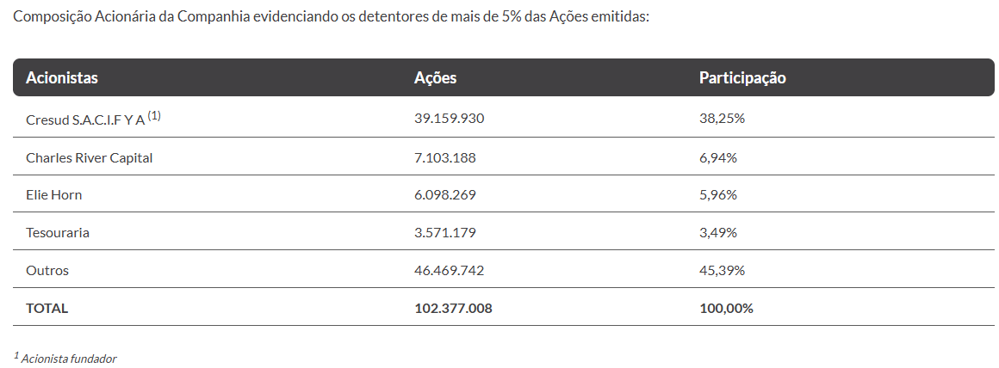 Composição Acionária da Companhia evidenciando os detentores de mais de 5% das Ações emitidas:
Acionistas Ações Participação
Cresud S.A.C.I.F Y A (1) 39.159.930 38,25%
Charles River Capital 7.103.188 6,94%
Elie Horn 6.098.269 5,96%
Tesouraria 3.571.179 3,49%
Outros 46.469.742 45,39%
TOTAL 102.377.008 100,00%
1 Acionista fundador